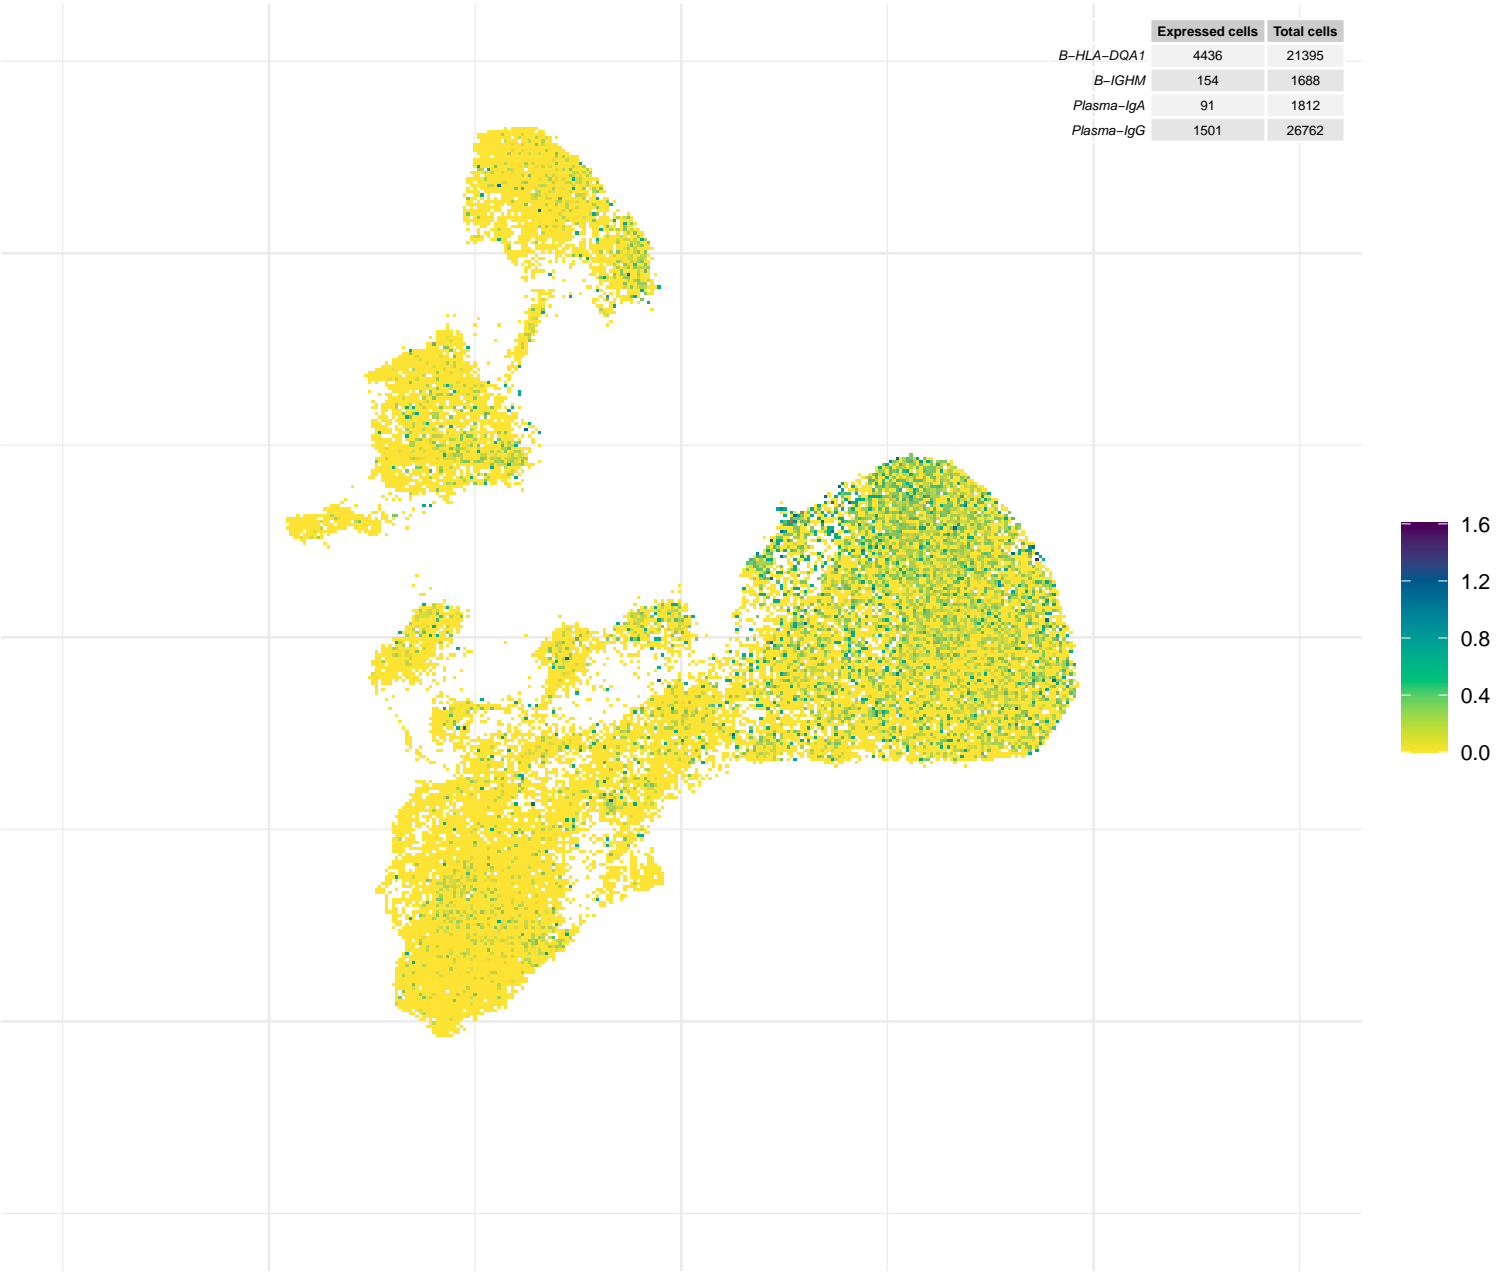 Expressed cells Total cells
B−HLA−DQA1 4436 21395
B−IGHM 154 1688
Plasma−IgA 91 1812
Plasma−IgG 1501 26762
1.6
1.2
0.8
0.4
0.0